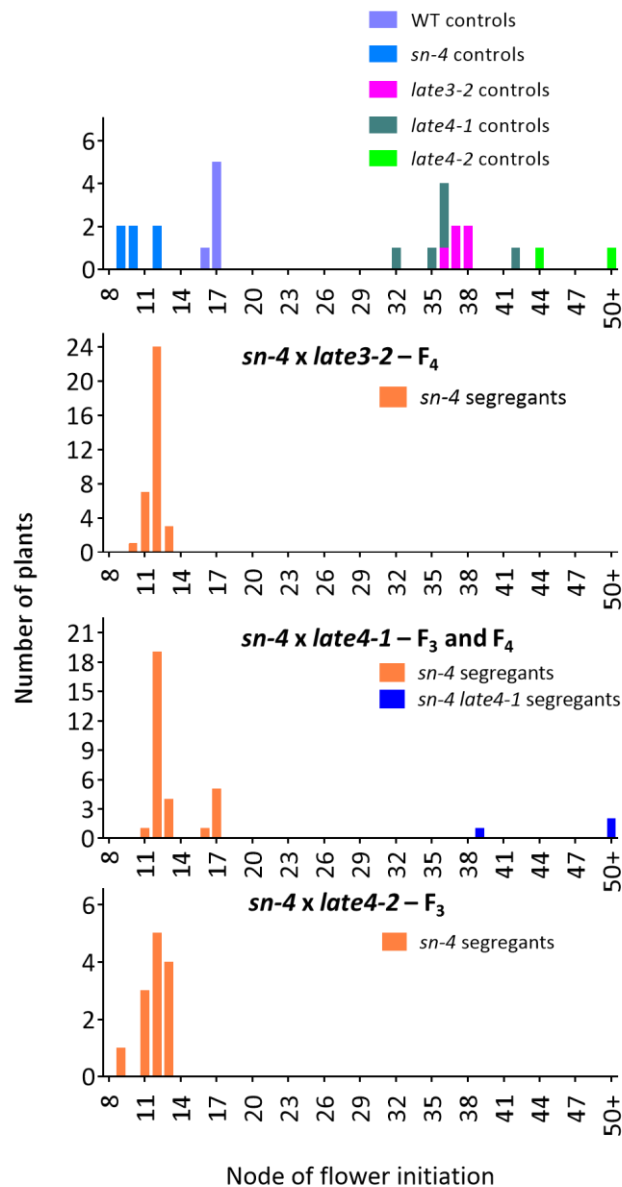 WT controls
sn-4 controls
late3-2 controls
late4-1 controls
late4-2 controls
6
4
2
0
8 11 14 17 20 23 26 29 32 35 38 41 44 47 50+
sn-4 x late3-2 – F4
sn-4 segregants
24
20
16
12
8
4
0
8 11 14 17 20 23 26 29 32 35 38 41 44 47 50+
sn-4 x late4-1 – F3 and F4
sn-4 segregants
sn-4 late4-1 segregants
21
18
15
12
9
6
3
0
8 11 14 17 20 23 26 29 32 35 38 41 44 47 50+
sn-4 x late4-2 – F3
sn-4 segregants
6
4
2
0
8 11 14 17 20 23 26 29 32 35 38 41 44 47 50+
Number of plants
Node of flower initiation